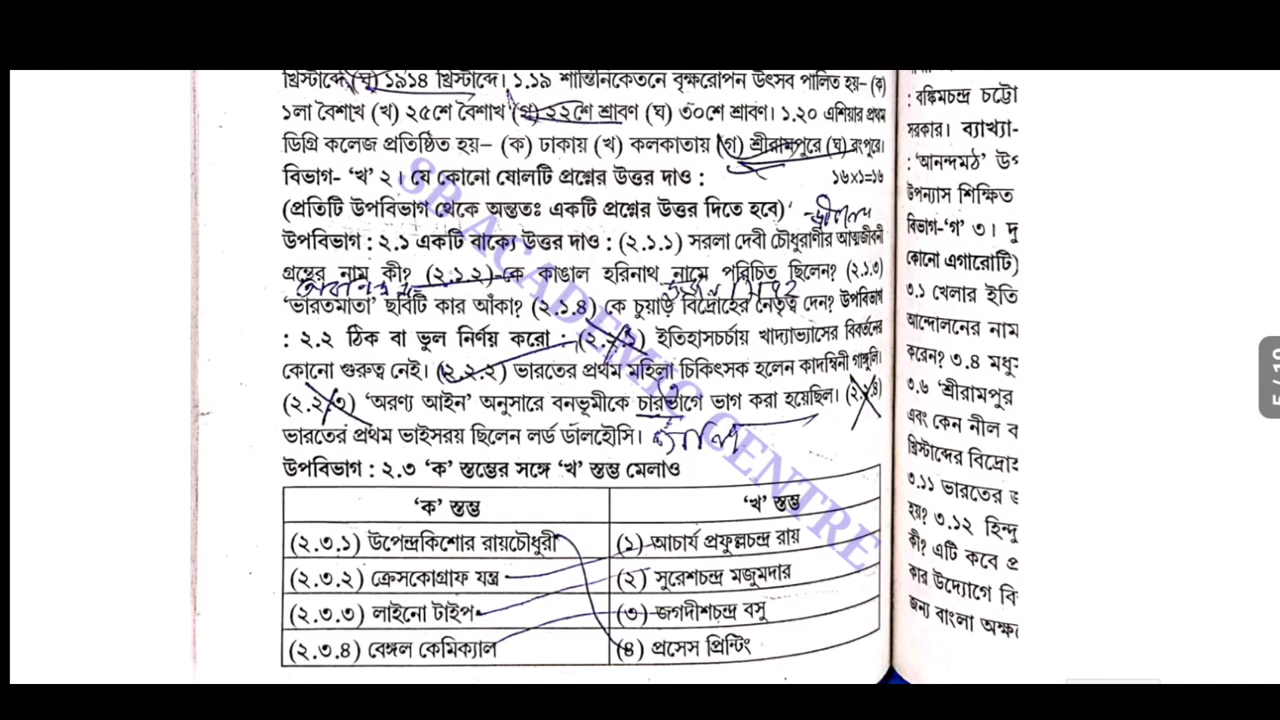 খ্রিস্টাব্দে (ঘ) ১৯১৪ খ্রিস্টাব্দে। ১.১৯ শান্তিনিকেতনে বৃক্ষরোপন উৎসব পালিত হয়– (ক)
১লা বৈশাখ (খ) ২৫শে বৈশাখ (গ) ২২শে শ্রাবণ (ঘ) ৩০শে শ্রাবণ। ১.২০ এশিয়ার প্রথম
ডিগ্রি কলেজ প্রতিষ্ঠিত হয়– (ক) ঢাকায় (খ) কলকাতায় (গ) শ্রীরামপুরে (ঘ) রংপুরে।
বিভাগ- ‘খ’ ২। যে কোনো ষোলটি প্রশ্নের উত্তর দাও : ১৬x১=১৬
(প্রতিটি উপবিভাগ থেকে অন্ততঃ একটি প্রশ্নের উত্তর দিতে হবে)
উপবিভাগ : ২.১ একটি বাক্যে উত্তর দাও : (২.১.১) সরলা দেবী চৌধুরাণীর আত্মজীবনী
গ্রন্থের নাম কী? (২.১.২) কে কাঙাল হরিনাথ নামে পরিচিত ছিলেন? (২.১.৩)
‘ভারতমাতা’ ছবিটি কার আঁকা? (২.১.৪) কে চুয়াড় বিদ্রোহের নেতৃত্ব দেন? উপবিভাগ
: ২.২ ঠিক বা ভুল নির্ণয় করো : (২.২.১) ইতিহাসচর্চায় খাদ্যাভ্যাসের বিবর্তনের
কোনো গুরুত্ব নেই। (২.২.২) ভারতের প্রথম মহিলা চিকিৎসক হলেন কাদম্বিনী গাঙ্গুলি।
(২.২.৩) ‘অরণ্য আইন’ অনুসারে বনভূমীকে চারভাগে ভাগ করা হয়েছিল। (২.২.৪)
ভারতের প্রথম ভাইসরয় ছিলেন লর্ড ডালহৌসি।
উপবিভাগ : ২.৩ ‘ক’ স্তম্ভের সঙ্গে ‘খ’ স্তম্ভ মেলাও
‘ক’ স্তম্ভ ‘খ’ স্তম্ভ
(২.৩.১) উপেন্দ্রকিশোর রায়চৌধুরী (১) আচার্য প্রফুল্লচন্দ্র রায়
(২.৩.২) ক্রেসকোগ্রাফ যন্ত্র (২) সুরেশচন্দ্র মজুমদার
(২.৩.৩) লাইনো টাইপ (৩) জগদীশচন্দ্র বসু
(২.৩.৪) বেঙ্গল কেমিক্যাল (৪) প্রসেস প্রিন্টিং
SB ACADEMIC CENTRE
: বঙ্কিমচন্দ্র চট্টো
সরকার। ব্যাখ্যা-
: ‘আনন্দমঠ’ উপ
উপন্যাস শিক্ষিত
বিভাগ-‘গ’ ৩। দু
কোনো এগারোটি)
৩.১ খেলার ইতি
আন্দোলনের নাম
করেন? ৩.৪ মধু
৩.৬ ‘শ্রীরামপুর
এবং কেন নীল ব
খ্রিস্টাব্দের বিদ্রোহ
৩.১১ ভারতের
হয়? ৩.১২ হিন্দু
কী? এটি কবে প্র
কার উদ্যোগে বি
জন্য বাংলা অক্ষ
5 / 10